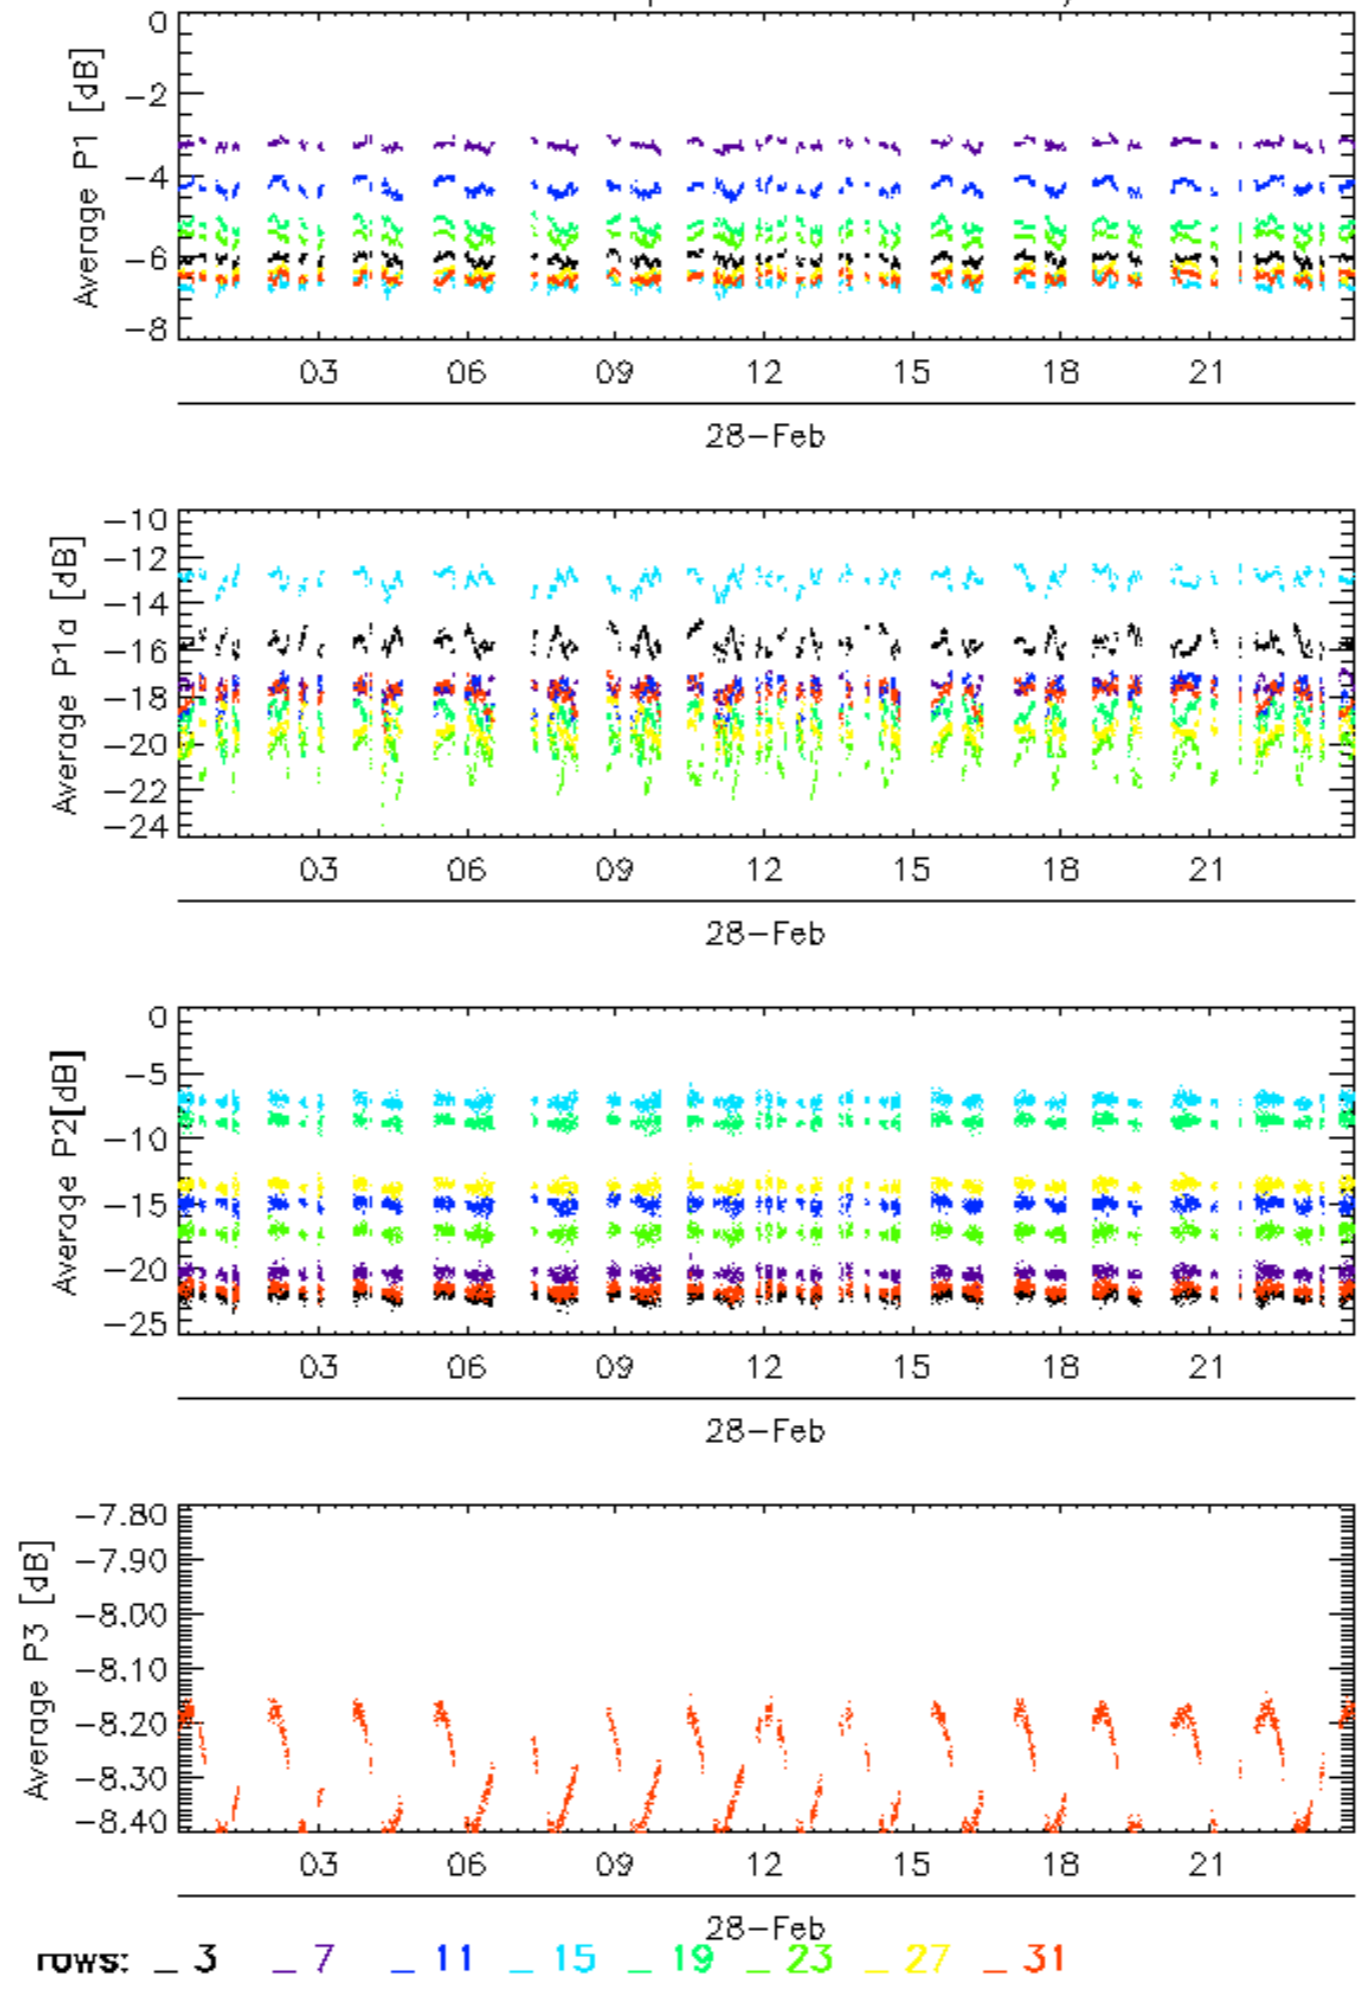 Average P1 [dB]
0
-2
-4
-6
-8
03 06 09 12 15 18 21
28-Feb
Average P1a [dB]
-10
-12
-14
-16
-18
-20
-22
-24
03 06 09 12 15 18 21
28-Feb
Average P2[dB]
0
-5
-10
-15
-20
-25
03 06 09 12 15 18 21
28-Feb
Average P3 [dB]
-7.80
-7.90
-8.00
-8.10
-8.20
-8.30
-8.40
03 06 09 12 15 18 21
28-Feb
rows: _ 3 _ 7 _ 11 _ 15 _ 19 _ 23 _ 27 _ 31